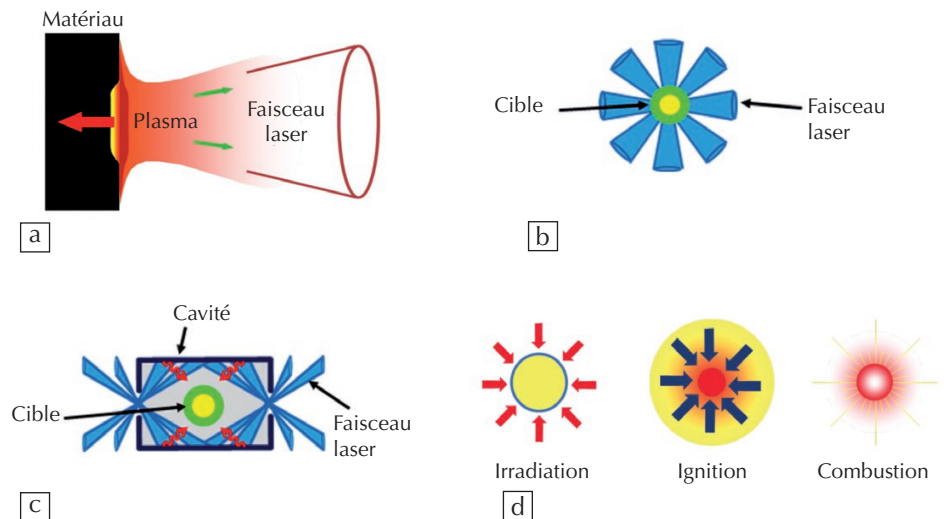 Matériau
Plasma
Faisceau
laser
a
Cible
Faisceau
laser
b
Cavité
Cible
Faisceau
laser
c
Irradiation
Ignition
Combustion
d